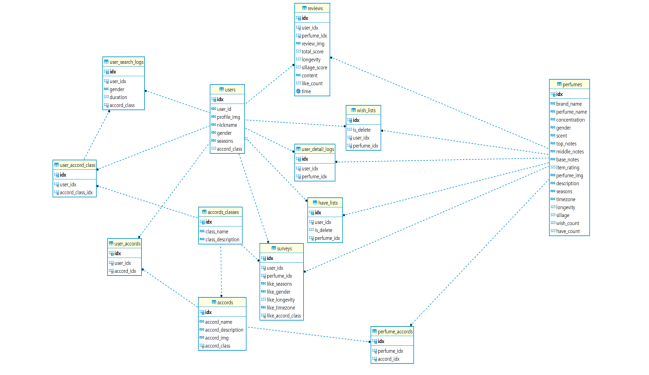 reviews
idx
user_idx
perfume_idx
review_img
total_score
longevity
sillage_score
content
like_count
time
user_search_logs
idx
user_idx
gender
duration
accord_class
users
idx
user_id
profile_img
nickname
gender
seasons
accord_class
perfumes
idx
brand_name
perfume_name
concentration
gender
scent
top_notes
middle_notes
base_notes
item_rating
perfume_img
description
seasons
timezone
longevity
sillage
wish_count
have_count
wish_lists
idx
is_delete
user_idx
perfume_idx
user_detail_logs
idx
user_idx
perfume_idx
user_accord_class
idx
user_idx
accord_class_idx
have_lists
idx
user_idx
is_delete
perfume_idx
accords_classes
idx
class_name
class_description
user_accords
idx
user_idx
accord_idx
surveys
idx
user_idx
perfume_idx
like_seasons
like_gender
like_longevity
like_timezone
like_accord_class
accords
idx
accord_name
accord_description
accord_img
accord_class
perfume_accords
idx
perfume_idx
accord_idx